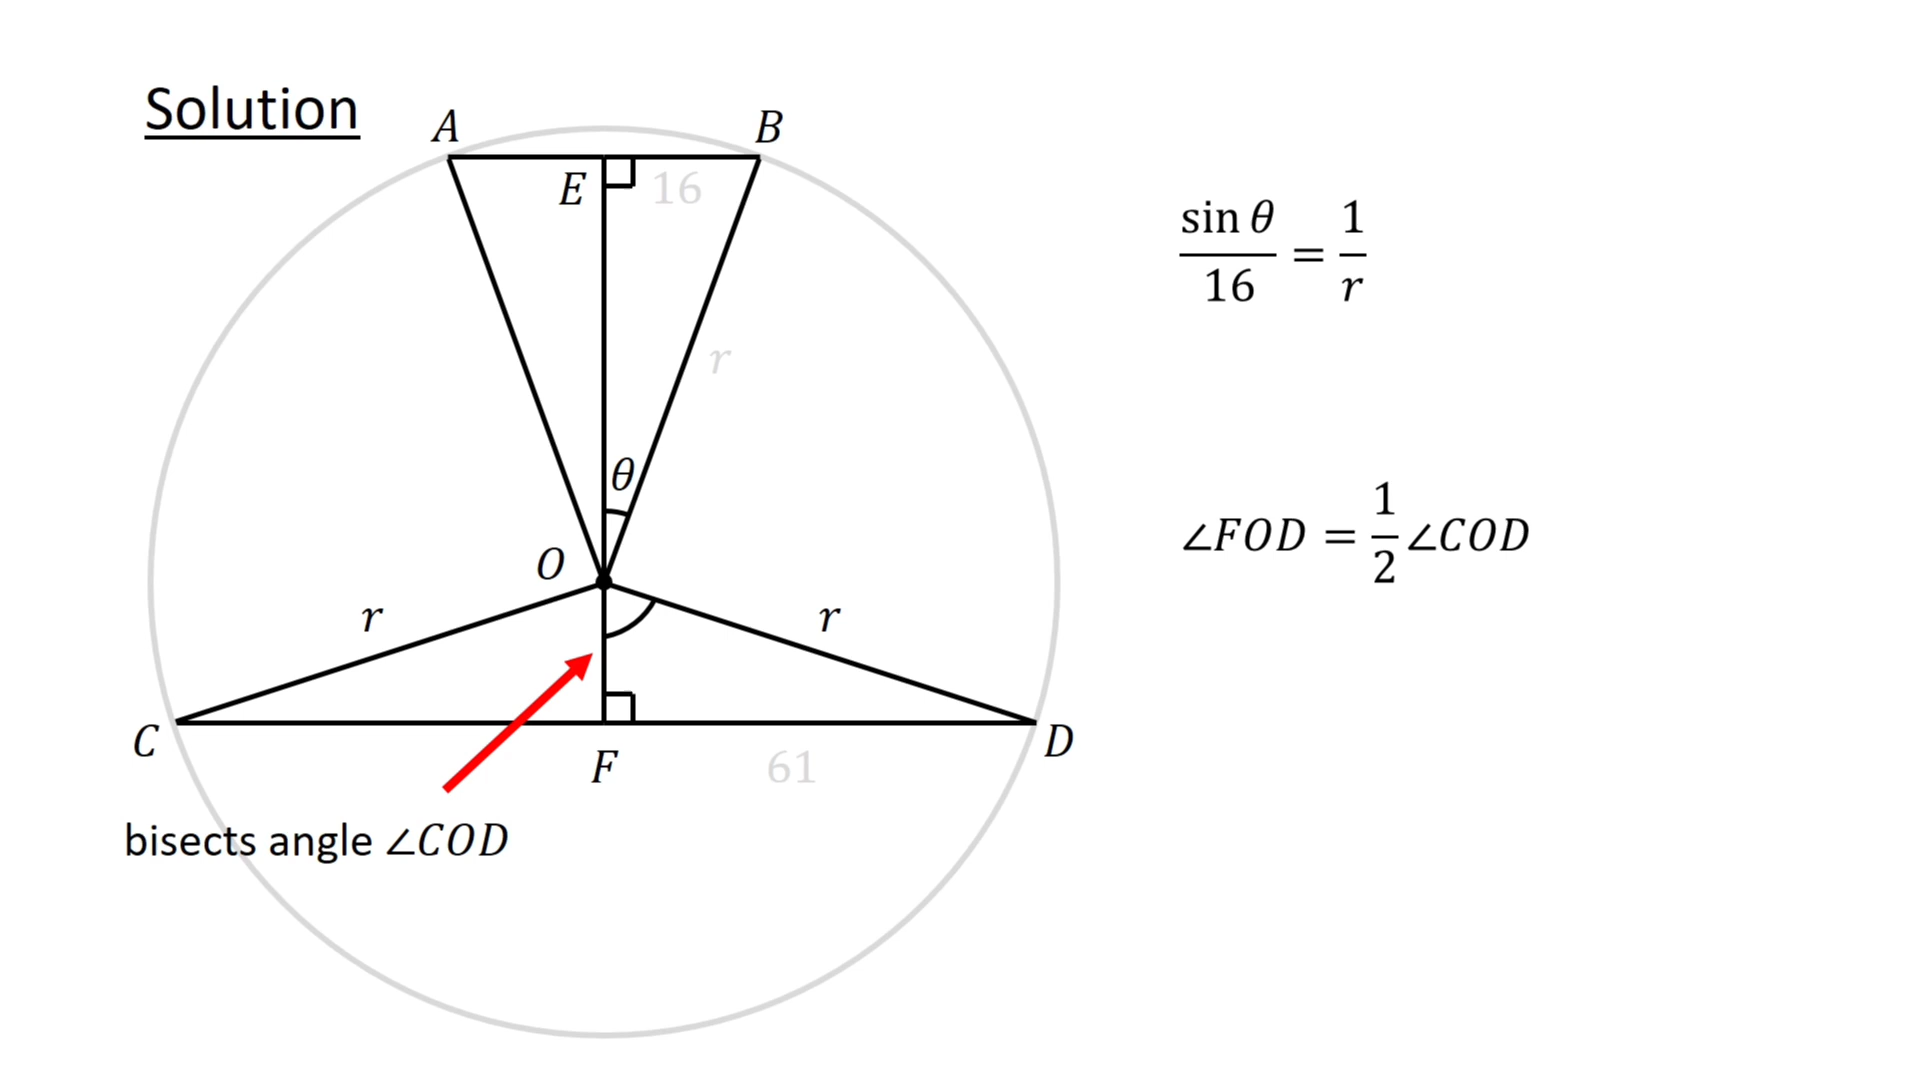 Solution
A
B
E
16
sin θ / 16 = 1 / r
r
θ
∠FOD = 1/2 ∠COD
O
r
r
C
D
F
61
bisects angle ∠COD